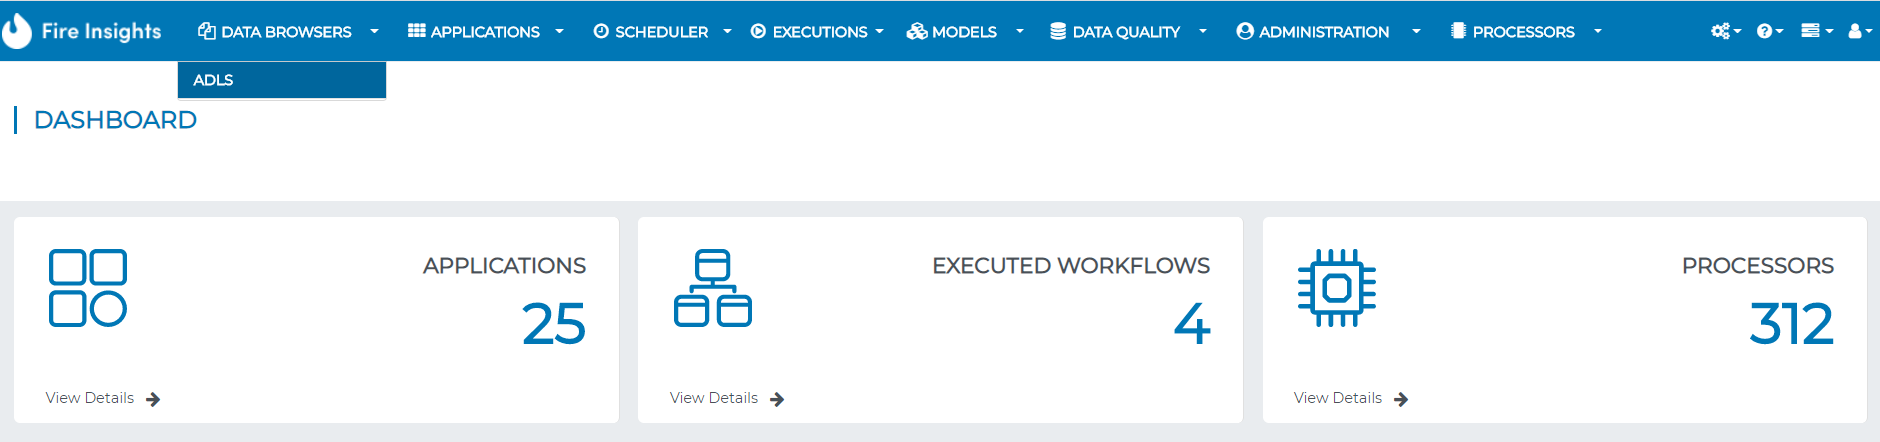 Fire Insights DATA BROWSERS APPLICATIONS SCHEDULER EXECUTIONS MODELS DATA QUALITY ADMINISTRATION PROCESSORS
ADLS
DASHBOARD
APPLICATIONS
25
View Details
EXECUTED WORKFLOWS
4
View Details
PROCESSORS
312
View Details